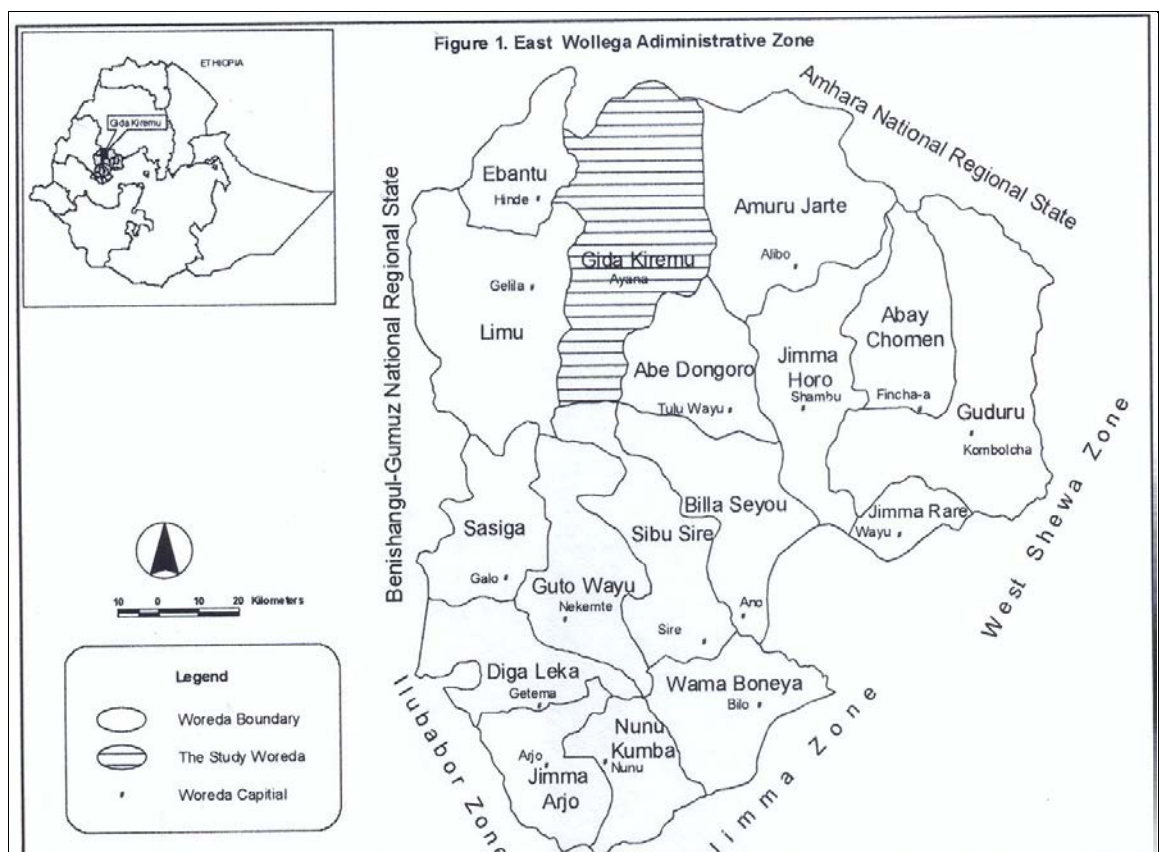 Figure 1. East Wollega Adiministrative Zone
ETHIOPIA
Gida Kiremu
Amhara National Regional State
Benishangul-Gumuz National Regional State
Ebantu
Hinde
Amuru Jarte
Alibo
Gida Kiremu
Ayana
Gelila
Limu
Abay
Chomen
Fincha-a
Jimma
Horo
Shambu
Abe Dongoro
Tulu Wayu
Guduru
Kombolcha
Billa Seyou
Jimma Rare
Wayu
West Shewa Zone
Sasiga
Galo
Sibu Sire
Guto Wayu
Nekemte
Ano
Sire
10 0 10 20 Kilometers
Diga Leka
Getema
Wama Boneya
Bilo
Legend
Woreda Boundary
The Study Woreda
Woreda Capitial
Nunu
Kumba
Nunu
Arjo
Jimma
Arjo
Ilubabor Zone
Jimma Zone